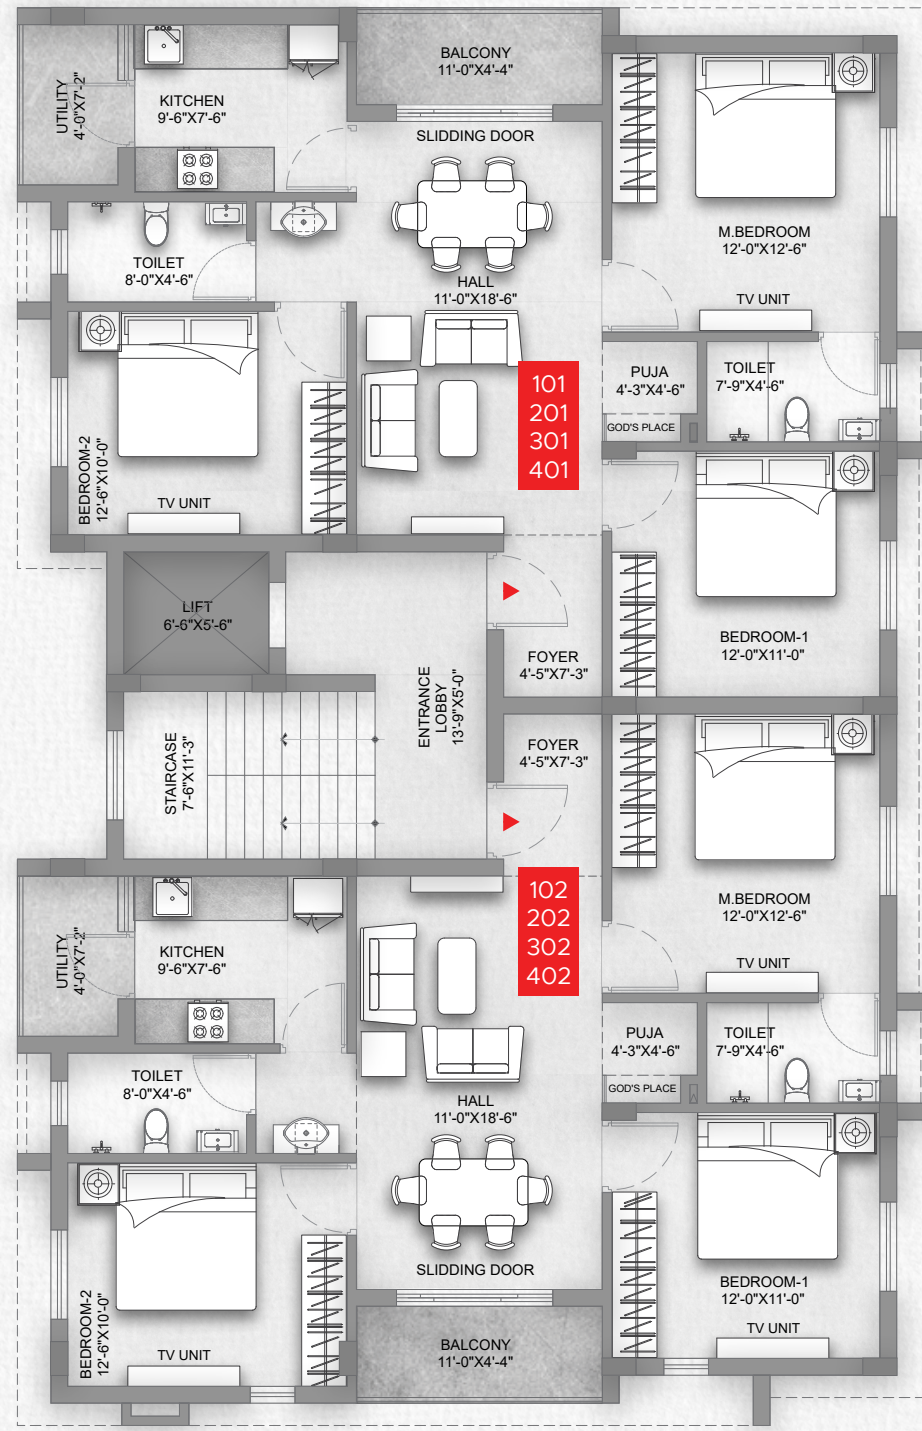 BALCONY
11'-0"X4'-4"
UTILITY
4'-0"X7'-2"
KITCHEN
9'-6"X7'-6"
SLIDDING DOOR
M.BEDROOM
12'-0"X12'-6"
TOILET
8'-0"X4'-6"
HALL
11'-0"X18'-6"
TV UNIT
PUJA
4'-3"X4'-6"
TOILET
7'-9"X4'-6"
GOD'S PLACE
101
201
301
401
BEDROOM-2
12'-6"X10'-0"
TV UNIT
LIFT
6'-6"X5'-6"
BEDROOM-1
12'-0"X11'-0"
FOYER
4'-5"X7'-3"
ENTRANCE
LOBBY
13'-9"X5'-0"
STAIRCASE
7'-6"X11'-3"
FOYER
4'-5"X7'-3"
102
202
302
402
M.BEDROOM
12'-0"X12'-6"
UTILITY
4'-0"X7'-2"
KITCHEN
9'-6"X7'-6"
TV UNIT
PUJA
4'-3"X4'-6"
TOILET
7'-9"X4'-6"
GOD'S PLACE
TOILET
8'-0"X4'-6"
HALL
11'-0"X18'-6"
SLIDDING DOOR
BEDROOM-1
12'-0"X11'-0"
TV UNIT
BEDROOM-2
12'-6"X10'-0"
TV UNIT
BALCONY
11'-0"X4'-4"